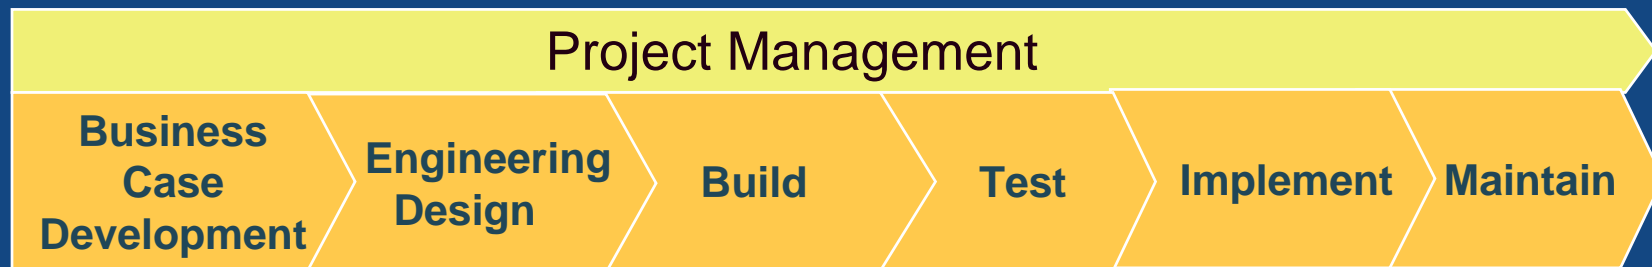 Project Management
Business
Case
Development
Engineering
Design
Build
Test
Implement
Maintain